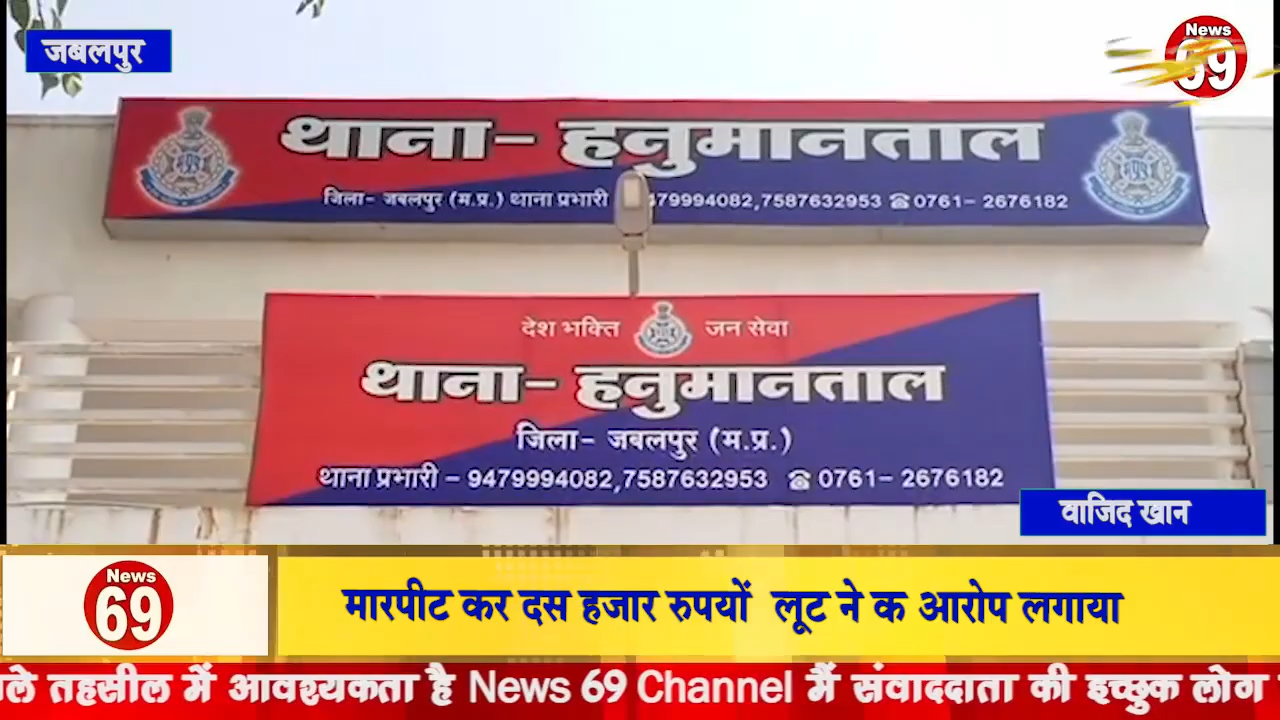 जबलपुर
News
69
थाना- हनुमानताल
जिला- जबलपुर (म.प्र.) थाना प्रभारी 479994082,7587632953 ☎0761- 2676182
देश भक्ति जन सेवा
थाना- हनुमानताल
जिला- जबलपुर (म.प्र.)
थाना प्रभारी - 9479994082,7587632953 ☎0761- 2676182
वाजिद खान
News
69
मारपीट कर दस हजार रुपयों लूट ने क आरोप लगाया
ले तहसील में आवश्यकता है News 69 Channel मैं संवाददाता की इच्छुक लोग